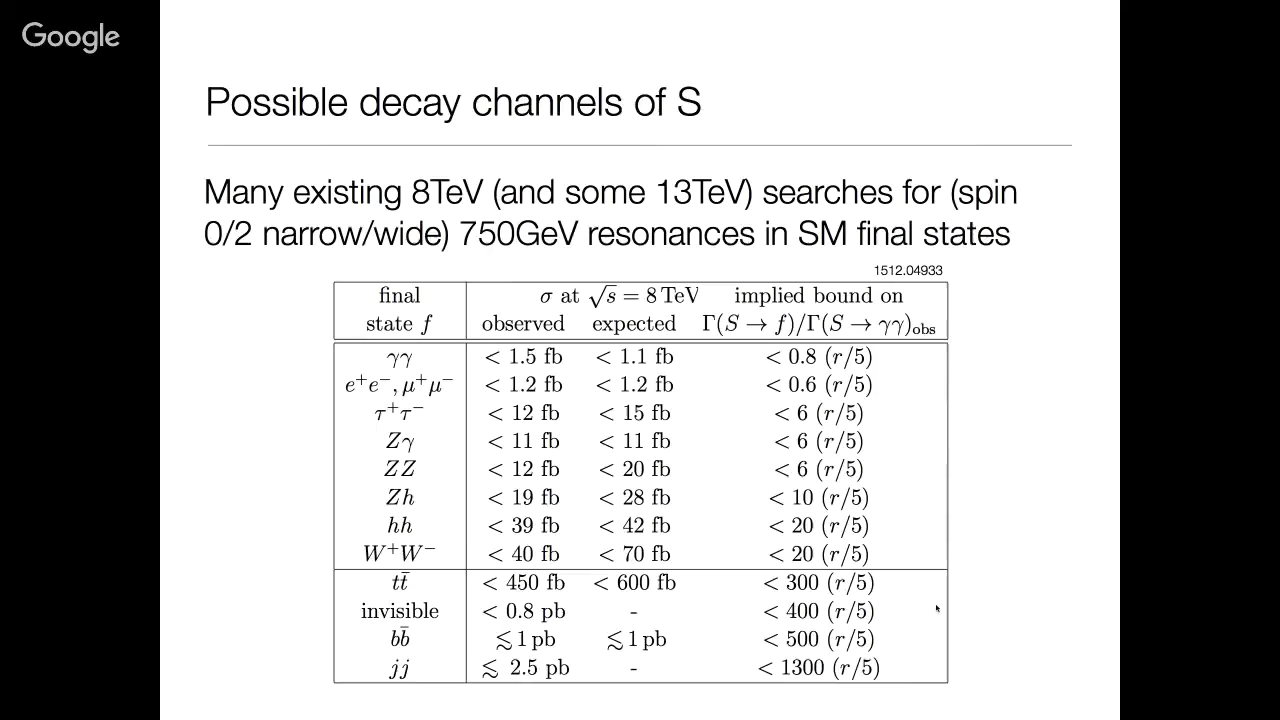 Google
Possible decay channels of S
Many existing 8TeV (and some 13TeV) searches for (spin
0/2 narrow/wide) 750GeV resonances in SM final states
1512.04933
final σ at √s = 8 TeV implied bound on
state f observed expected Γ(S → f)/Γ(S → γγ)obs
γγ < 1.5 fb < 1.1 fb < 0.8 (r/5)
e⁺e⁻, μ⁺μ⁻ < 1.2 fb < 1.2 fb < 0.6 (r/5)
τ⁺τ⁻ < 12 fb < 15 fb < 6 (r/5)
Zγ < 11 fb < 11 fb < 6 (r/5)
ZZ < 12 fb < 20 fb < 6 (r/5)
Zh < 19 fb < 28 fb < 10 (r/5)
hh < 39 fb < 42 fb < 20 (r/5)
W⁺W⁻ < 40 fb < 70 fb < 20 (r/5)
tt̄ < 450 fb < 600 fb < 300 (r/5)
invisible < 0.8 pb - < 400 (r/5)
bb̄ ≲ 1 pb ≲ 1 pb < 500 (r/5)
jj ≲ 2.5 pb - < 1300 (r/5)